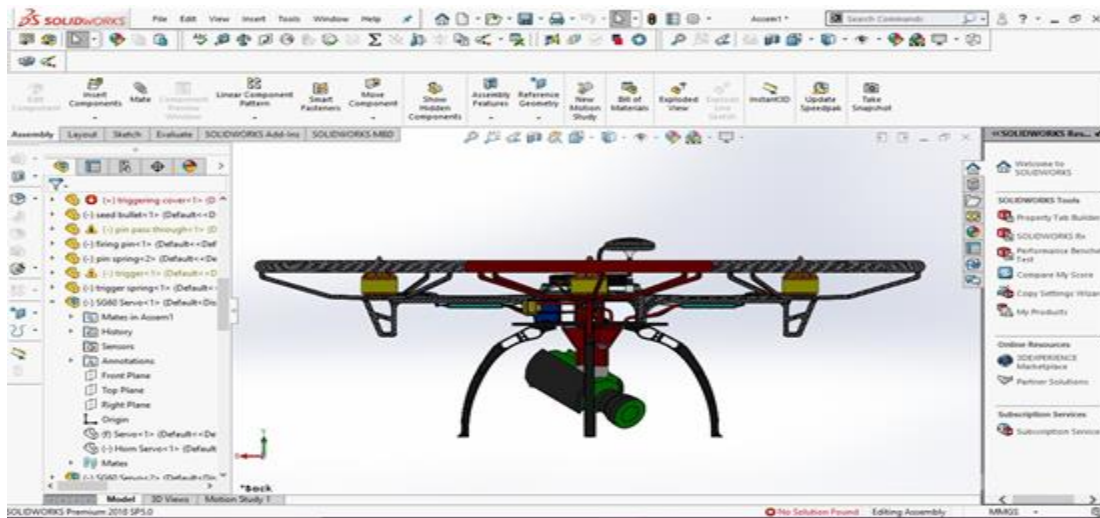 SOLIDWORKS File Edit View Insert Tools Window Help Assem1 * Search Commands
Edit Component
Insert Components
Mate
Component Preview Window
Linear Component Pattern
Smart Fasteners
Move Component
Show Hidden Components
Assembly Features
Reference Geometry
New Motion Study
Bill of Materials
Exploded View
Explode Line Sketch
Instant3D
Update Speedpak
Take Snapshot
Assembly Layout Sketch Evaluate SOLIDWORKS Add-Ins SOLIDWORKS MBD
«SOLIDWORKS Res...
Welcome to SOLIDWORKS
SOLIDWORKS Tools
Property Tab Builder
SOLIDWORKS Rx
Performance Benchm
Test
Compare My Score
Copy Settings Wizar
My Products
Online Resources
3DEXPERIENCE Marketplace
Partner Solutions
Subscription Services
Subscription Service
(+) triggering cover<1> (D
(-) seed bullet<1> (Default<<D
(-) pin pass through<1> (D
(-) firing pin<1> (Default<<Def
(-) pin spring<2> (Default<<De
(-) trigger<1> (Default<<D
(-) trigger spring<1> (Default<
(-) SG60 Servo<1> (Default<Dis
Mates in Assem1
History
Sensors
Annotations
Front Plane
Top Plane
Right Plane
Origin
(f) Servo<1> (Default<<De
(-) Horn Servo<1> (Default
Mates
(-) SG60 Servo<2> (Default<Dis
*Back
Model 3D Views Motion Study 1
SOLIDWORKS Premium 2018 SP5.0 No Solution Found Editing Assembly MMGS